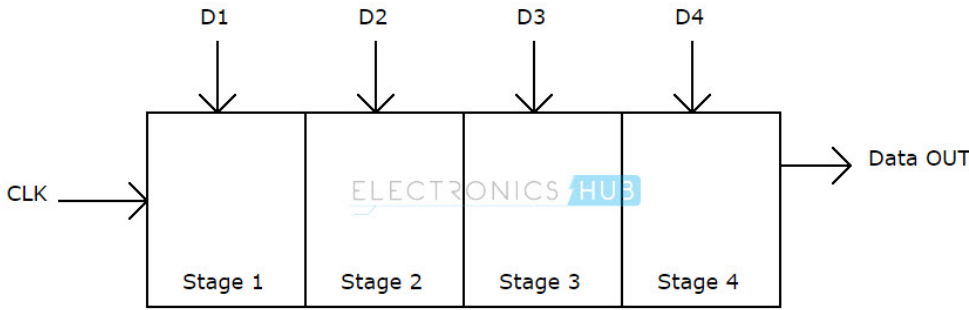 D1 D2 D3 D4
Data OUT
CLK
ELECTRONICS HUB
Stage 1 Stage 2 Stage 3 Stage 4